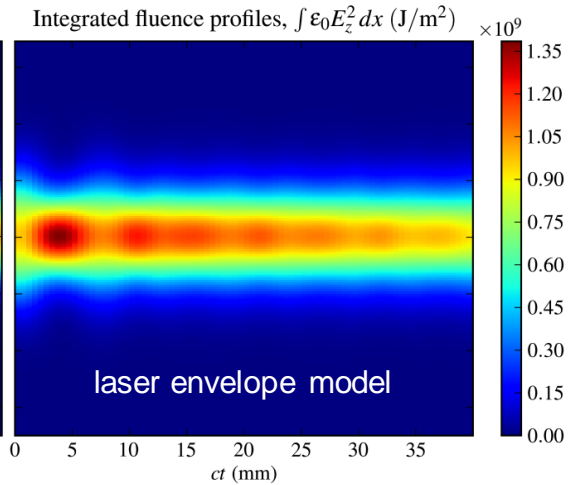 Integrated fluence profiles, ∫ ε₀E_z² dx (J/m²)
×10⁹
1.35
1.20
1.05
0.90
0.75
0.60
0.45
0.30
0.15
0.00
laser envelope model
0 5 10 15 20 25 30 35
ct (mm)